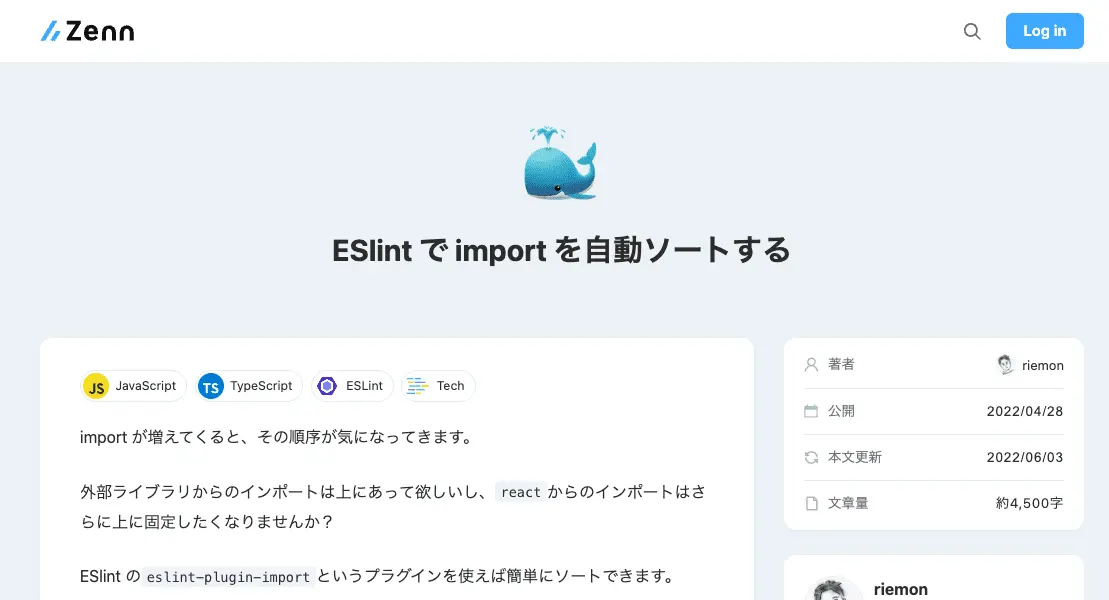 Zenn
Log in
ESlint で import を自動ソートする
JS JavaScript TS TypeScript ESLint Tech
import が増えてくると、その順序が気になってきます。
外部ライブラリからのインポートは上にあって欲しいし、 react からのインポートはさ
らに上に固定したくなりませんか？
ESlint の eslint-plugin-import というプラグインを使えば簡単にソートできます。
著者 riemon
公開 2022/04/28
本文更新 2022/06/03
文章量 約4,500字
riemon